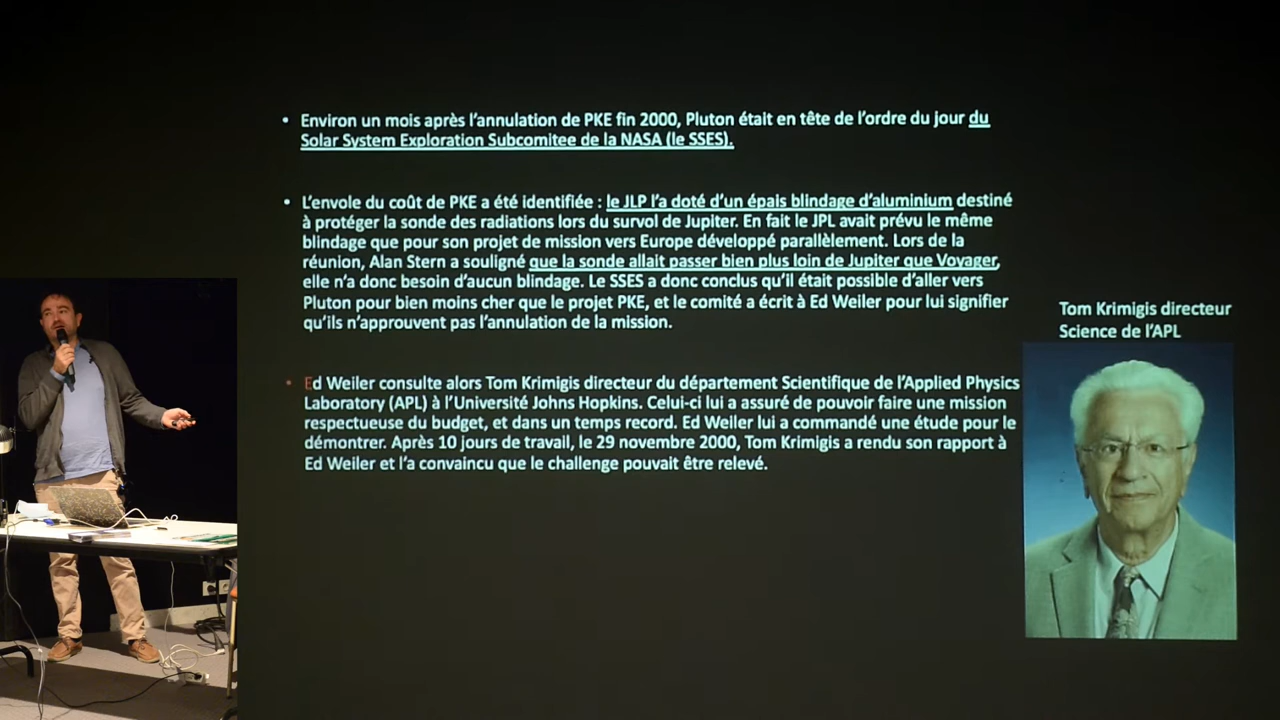 • Environ un mois après l'annulation de PKE fin 2000, Pluton était en tête de l'ordre du jour du
Solar System Exploration Subcomitee de la NASA (le SSES).
• L'envole du coût de PKE a été identifiée : le JLP l'a doté d'un épais blindage d'aluminium destiné
à protéger la sonde des radiations lors du survol de Jupiter. En fait le JPL avait prévu le même
blindage que pour son projet de mission vers Europe développé parallèlement. Lors de la
réunion, Alan Stern a souligné que la sonde allait passer bien plus loin de Jupiter que Voyager,
elle n'a donc besoin d'aucun blindage. Le SSES a donc conclus qu'il était possible d'aller vers
Pluton pour bien moins cher que le projet PKE, et le comité a écrit à Ed Weiler pour lui signifier
qu'ils n'approuvent pas l'annulation de la mission.
Tom Krimigis directeur
Science de l'APL
• Ed Weiler consulte alors Tom Krimigis directeur du département Scientifique de l'Applied Physics
Laboratory (APL) à l'Université Johns Hopkins. Celui-ci lui a assuré de pouvoir faire une mission
respectueuse du budget, et dans un temps record. Ed Weiler lui a commandé une étude pour le
démontrer. Après 10 jours de travail, le 29 novembre 2000, Tom Krimigis a rendu son rapport à
Ed Weiler et l'a convaincu que le challenge pouvait être relevé.